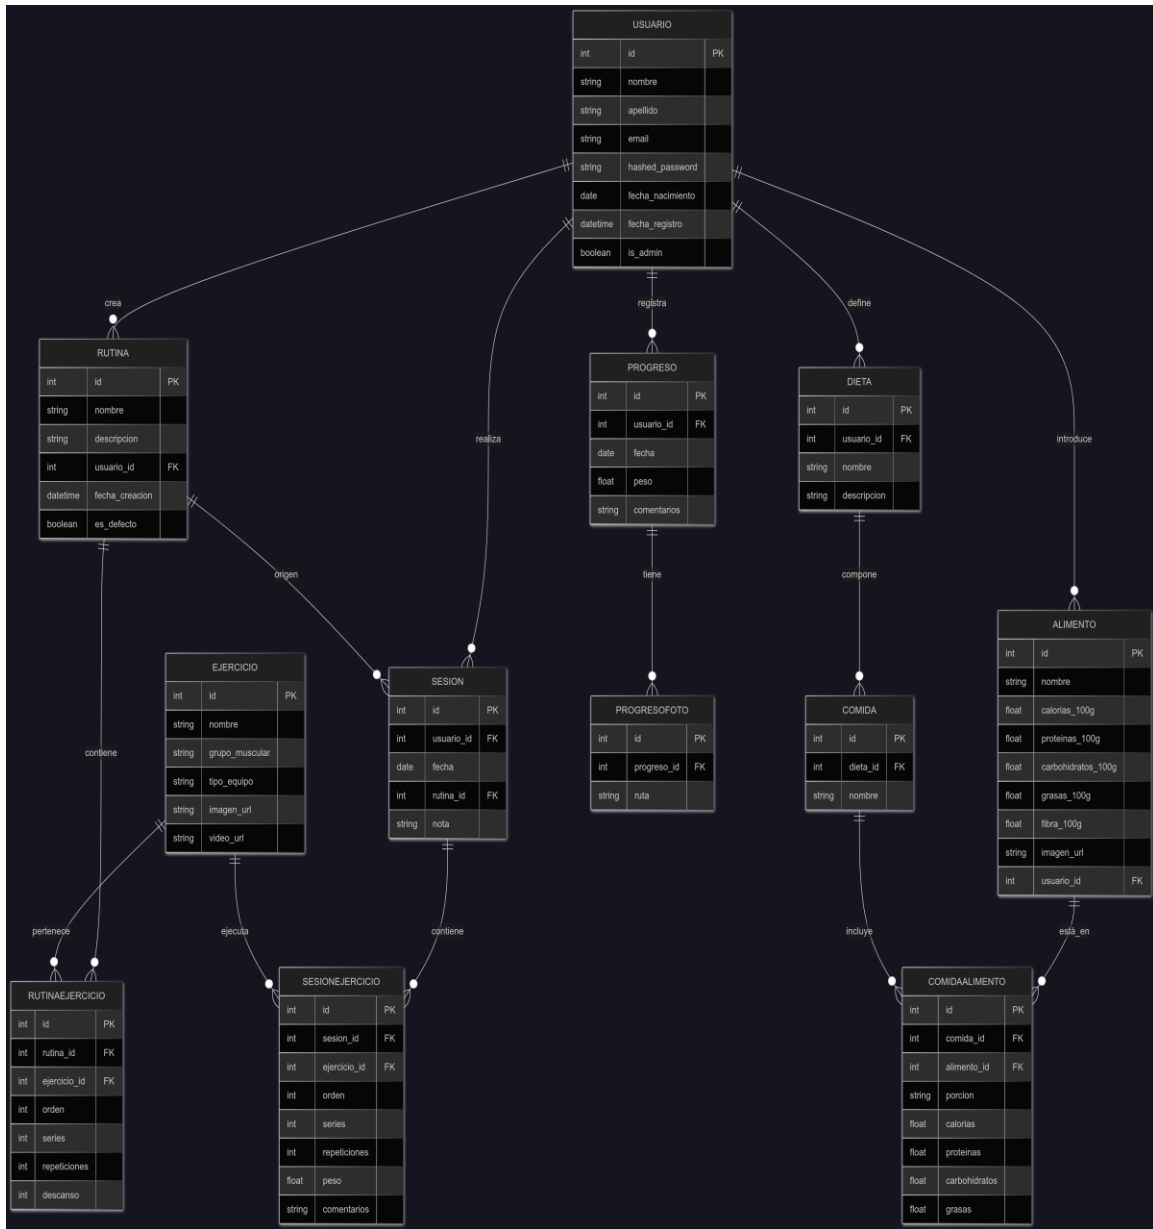 USUARIO
int id PK
string nombre
string apellido
string email
string hashed_password
date fecha_nacimiento
datetime fecha_registro
boolean is_admin
crea
registra
define
realiza
introduce
RUTINA
int id PK
string nombre
string descripcion
int usuario_id FK
datetime fecha_creacion
boolean es_defecto
PROGRESO
int id PK
int usuario_id FK
date fecha
float peso
string comentarios
DIETA
int id PK
int usuario_id FK
string nombre
string descripcion
origen
tiene
compone
contiene
ALIMENTO
int id PK
string nombre
float calorias_100g
float proteinas_100g
float carbohidratos_100g
float grasas_100g
float fibra_100g
string imagen_url
int usuario_id FK
EJERCICIO
int id PK
string nombre
string grupo_muscular
string tipo_equipo
string imagen_url
string video_url
SESION
int id PK
int usuario_id FK
date fecha
int rutina_id FK
string nota
PROGRESOFOTO
int id PK
int progreso_id FK
string ruta
COMIDA
int id PK
int dieta_id FK
string nombre
pertenece
ejecuta
contiene
incluye
está_en
RUTINAEJERCICIO
int id PK
int rutina_id FK
int ejercicio_id FK
int orden
int series
int repeticiones
int descanso
SESIONEJERCICIO
int id PK
int sesion_id FK
int ejercicio_id FK
int orden
int series
int repeticiones
float peso
string comentarios
COMIDAALIMENTO
int id PK
int comida_id FK
int alimento_id FK
string porcion
float calorias
float proteinas
float carbohidratos
float grasas